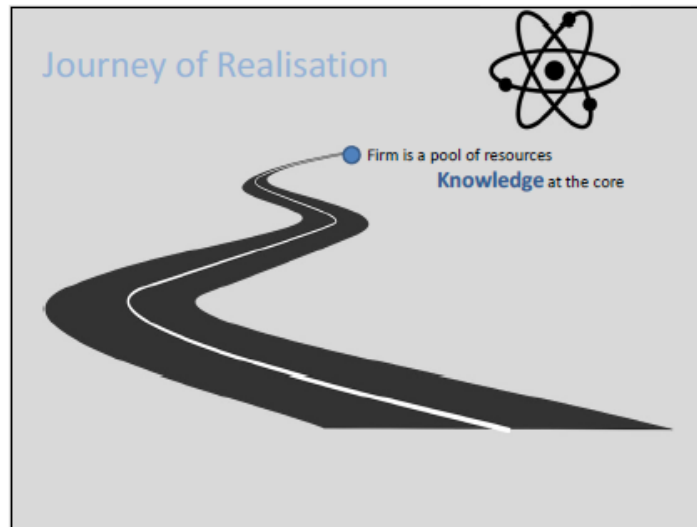 Journey of Realisation
Firm is a pool of resources
Knowledge at the core